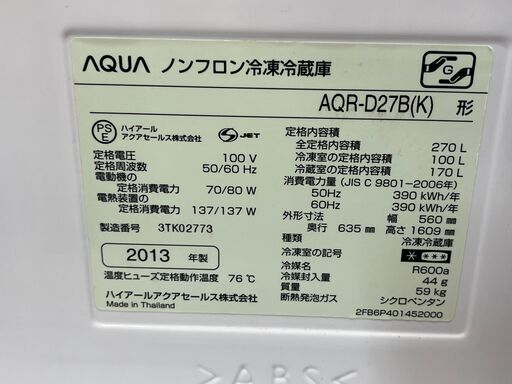 AQUA ノンフロン冷凍冷蔵庫
G
AQR-D27B(K) 形
PS
E
ハイアール
アクアセールス株式会社
S JET
定格電圧 100 V
定格周波数 50/60 Hz
電動機の
定格消費電力 70/80 W
電熱装置の
定格消費電力 137/137 W
製造番号 3TK02773
2013 年製
温度ヒューズ定格動作温度 76℃
ハイアールアクアセールス株式会社
Made in Thailand
定格内容積
全定格内容積 270 L
冷凍室の定格内容積 100 L
冷蔵室の定格内容積 170 L
消費電力量 (JIS C 9801-2006年)
50Hz 390 kWh/年
60Hz 390 kWh/年
外形寸法 幅 560 mm
奥行 635 mm 高さ 1609 mm
種類 冷凍冷蔵庫
冷凍室の記号 * ***
冷媒名 R600a
冷媒封入量 44 g
質量 59 kg
断熱発泡ガス シクロペンタン
2FB6P401452000
>ABS<